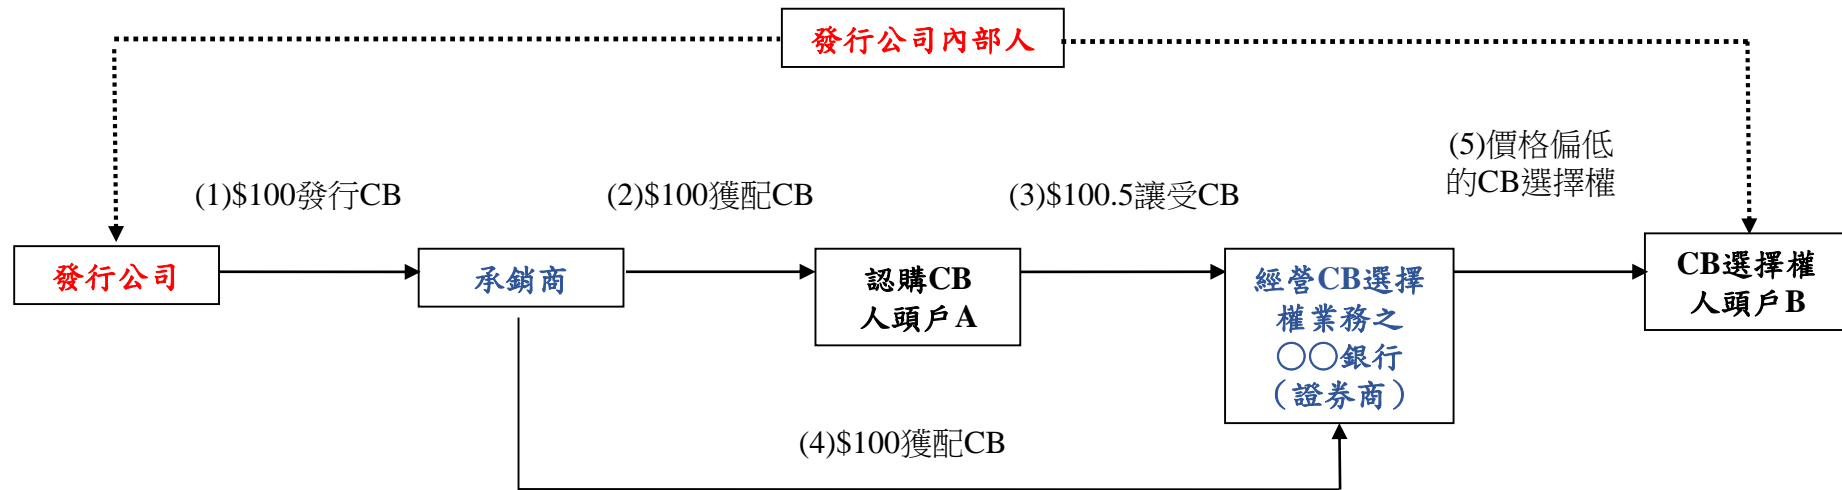 發行公司內部人
(5)價格偏低
的CB選擇權
(1)$100發行CB
(2)$100獲配CB
(3)$100.5讓受CB
發行公司
承銷商
認購CB
人頭戶A
經營CB選擇
權業務之
○○銀行
（證券商）
CB選擇權
人頭戶B
(4)$100獲配CB